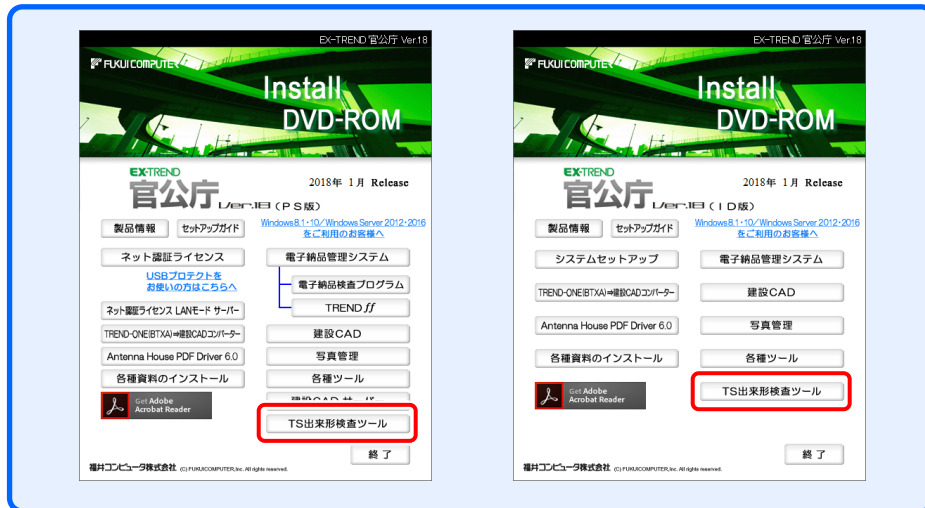 EX-TREND 官公庁 Ver.18
FUKUI COMPUTER
Install
DVD-ROM
EX-TREND
官公庁 Ver.18 (PS版)
2018年 1月 Release
製品情報
セットアップガイド
Windows8.1・10/Windows Server 2012・2016
をご利用のお客様へ
ネット認証ライセンス
USBプロテクトを
お使いの方はこちらへ
ネット認証ライセンス LANモード サーバー
TREND-ONE(BTXA)⇒建設CADコンバーター
Antenna House PDF Driver 6.0
各種資料のインストール
Get Adobe
Acrobat Reader
電子納品管理システム
電子納品検査プログラム
TREND ff
建設CAD
写真管理
各種ツール
建設CAD サーバー
TS出来形検査ツール
終了
福井コンピュータ株式会社 (C) FUKUICOMPUTER,Inc. All rights reserved.
EX-TREND 官公庁 Ver.18
FUKUI COMPUTER
Install
DVD-ROM
EX-TREND
官公庁 Ver.18 (ID版)
2018年 1月 Release
製品情報
セットアップガイド
Windows8.1・10/Windows Server 2012・2016
をご利用のお客様へ
システムセットアップ
TREND-ONE(BTXA)⇒建設CADコンバーター
Antenna House PDF Driver 6.0
各種資料のインストール
Get Adobe
Acrobat Reader
電子納品管理システム
建設CAD
写真管理
各種ツール
TS出来形検査ツール
終了
福井コンピュータ株式会社 (C) FUKUICOMPUTER,Inc. All rights reserved.